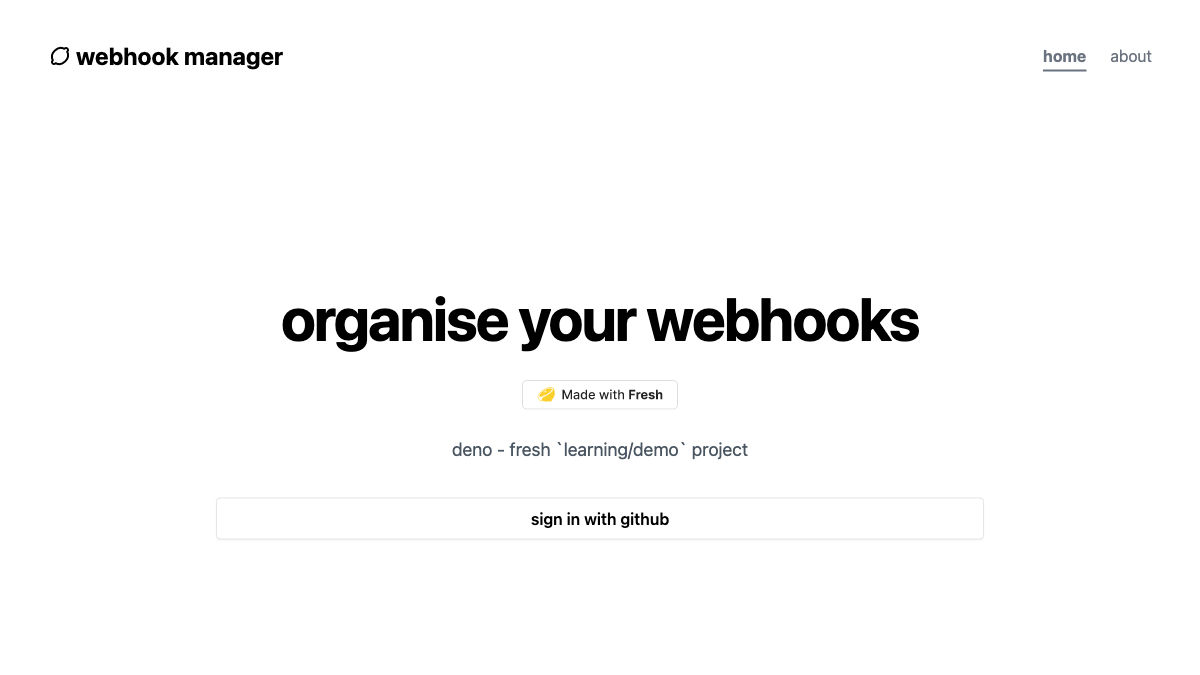 webhook manager
home
about
organise your webhooks
Made with Fresh
deno - fresh `learning/demo` project
sign in with github